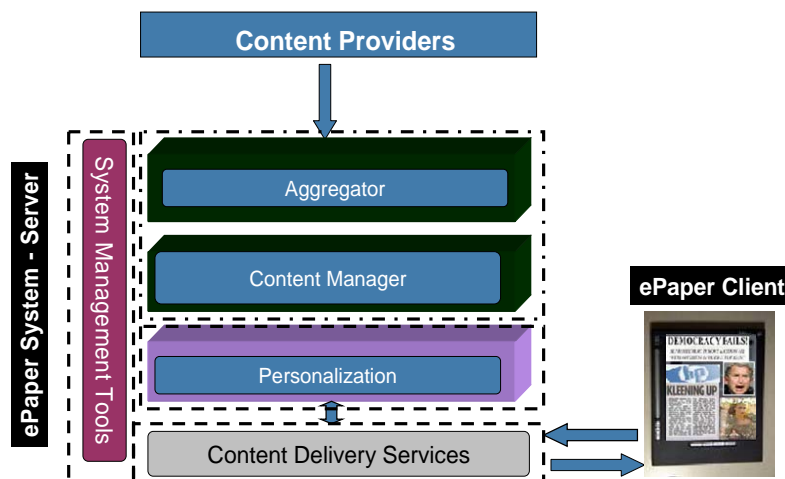 Content Providers
ePaper System - Server
System Management Tools
Aggregator
Content Manager
Personalization
Content Delivery Services
ePaper Client
DEMOCRACY FAILS!
hp
KLEENING UP